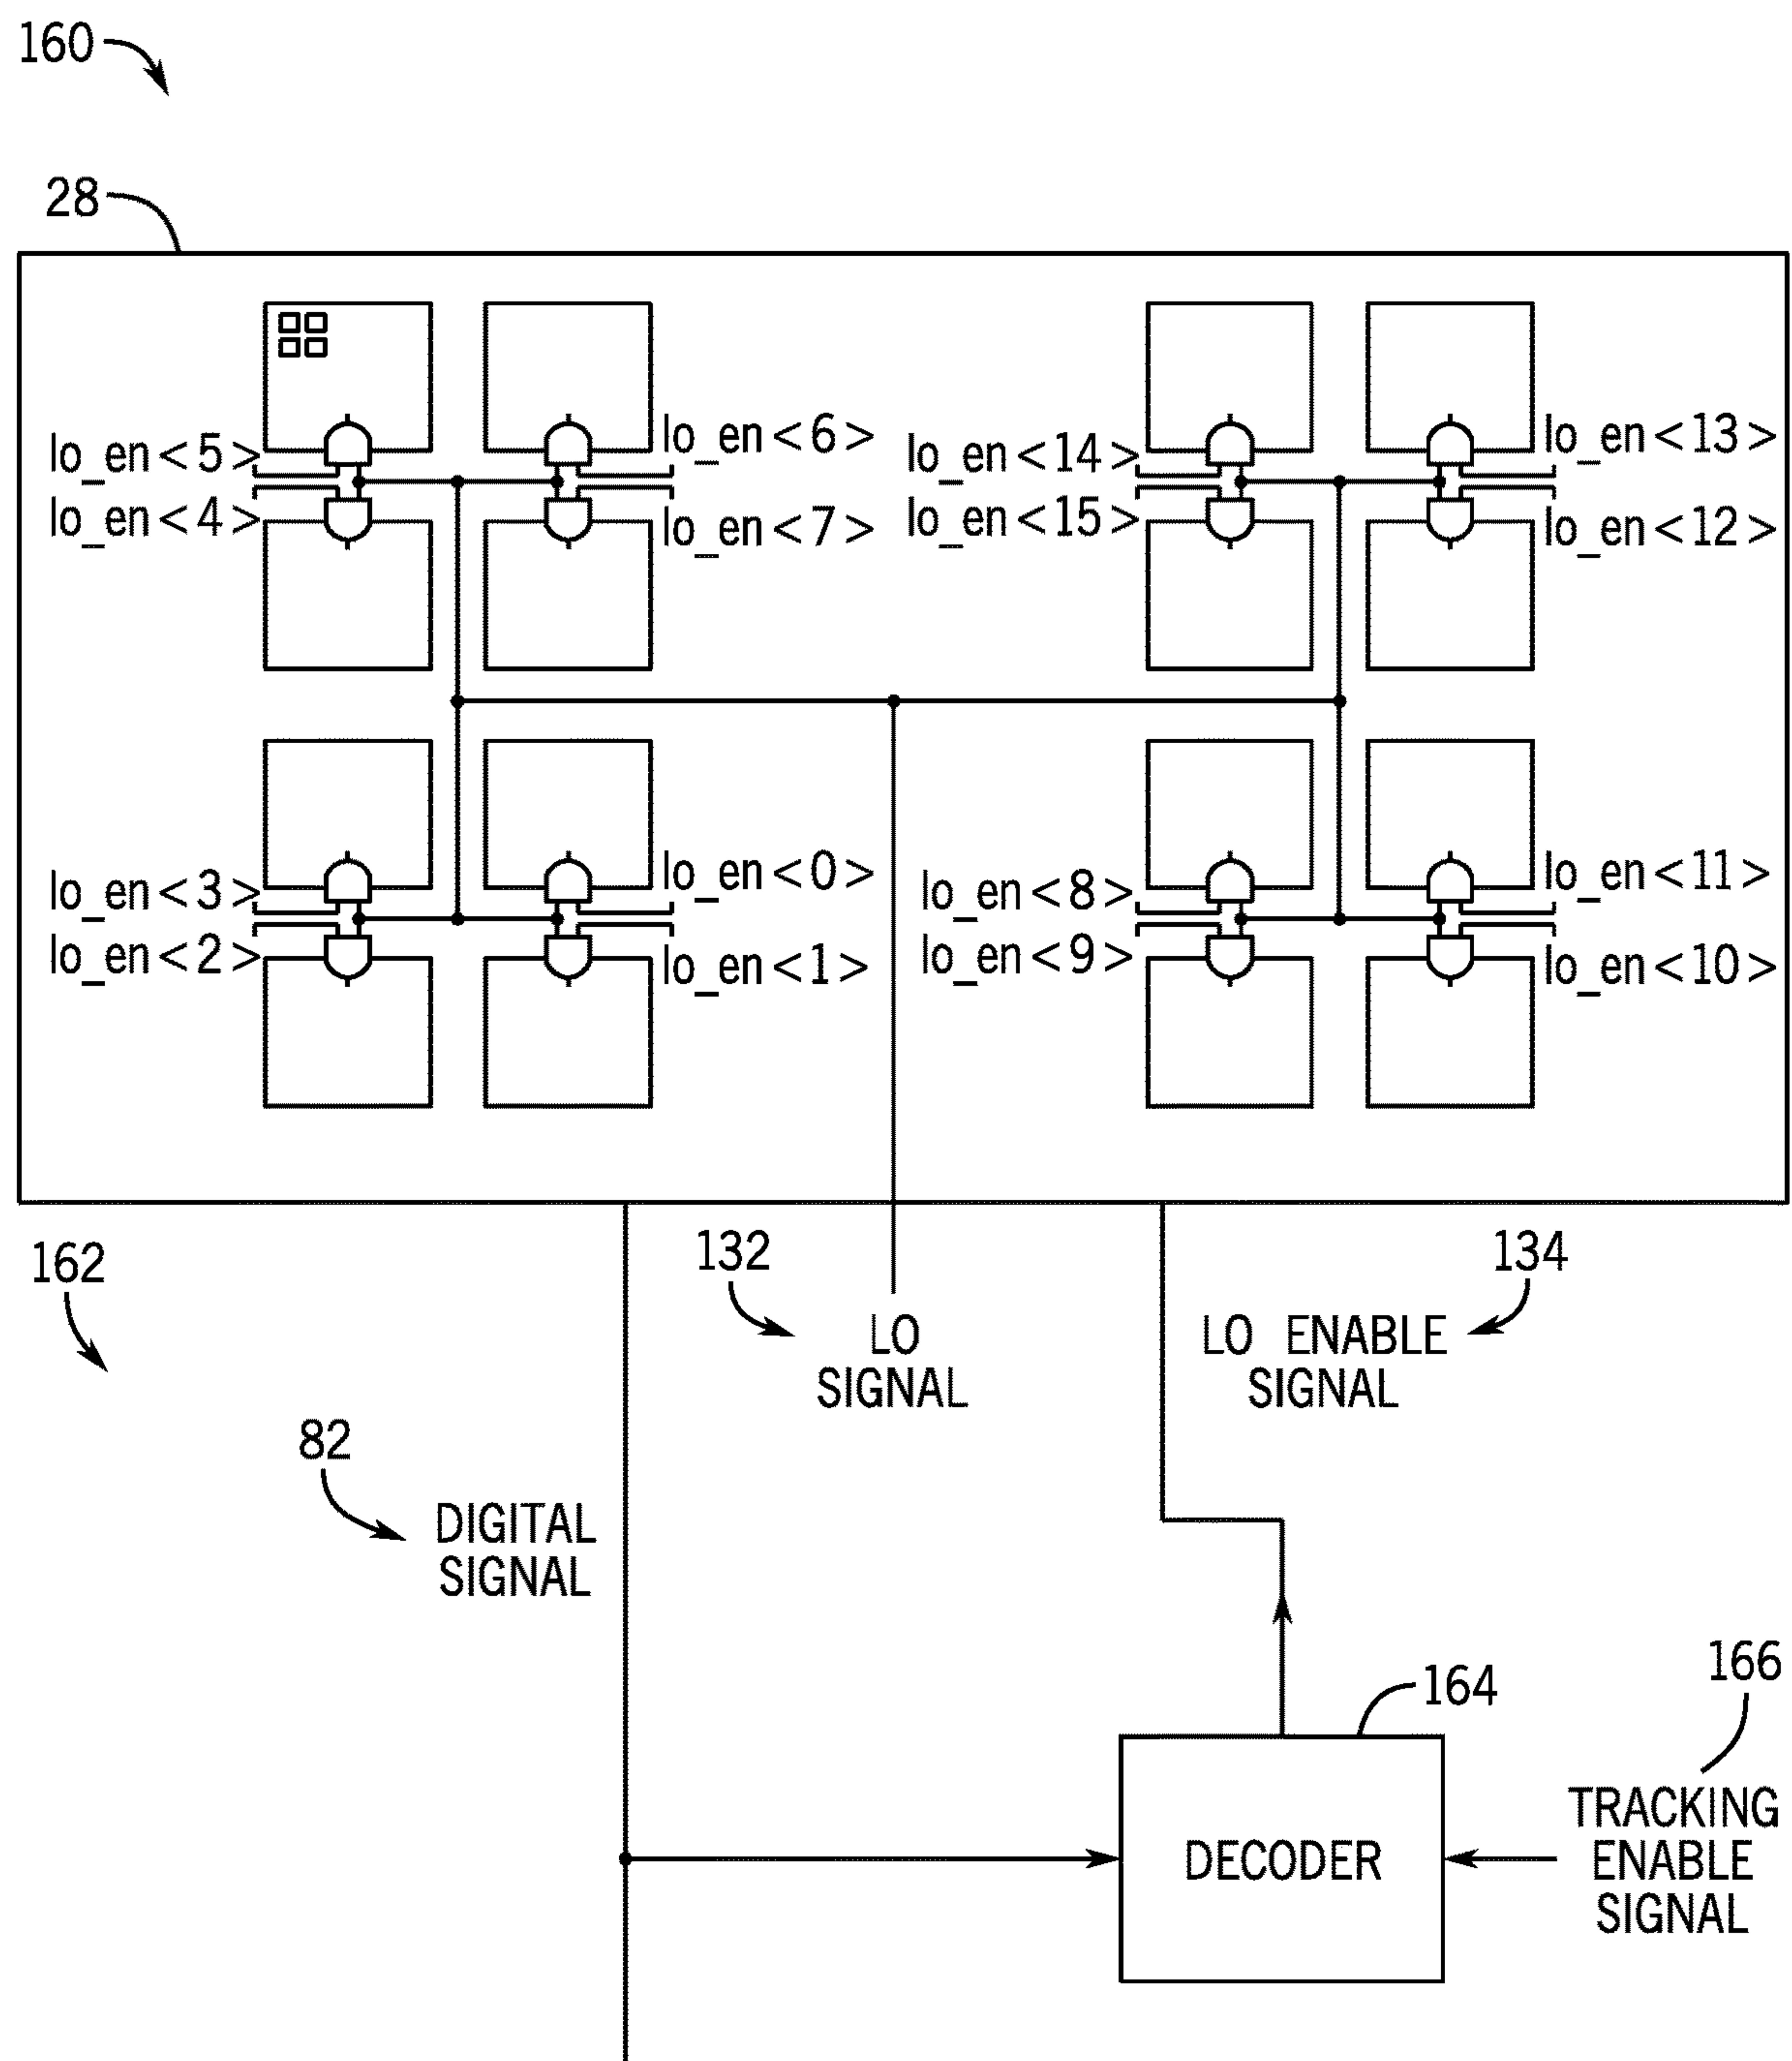 160
28
lo_en<5>
lo_en<6>
lo_en<14>
lo_en<13>
lo_en<4>
lo_en<7>
lo_en<15>
lo_en<12>
lo_en<3>
lo_en<0>
lo_en<8>
lo_en<11>
lo_en<2>
lo_en<1>
lo_en<9>
lo_en<10>
162
132
134
LO
SIGNAL
LO ENABLE
SIGNAL
82
DIGITAL
SIGNAL
164
166
DECODER
TRACKING
ENABLE
SIGNAL